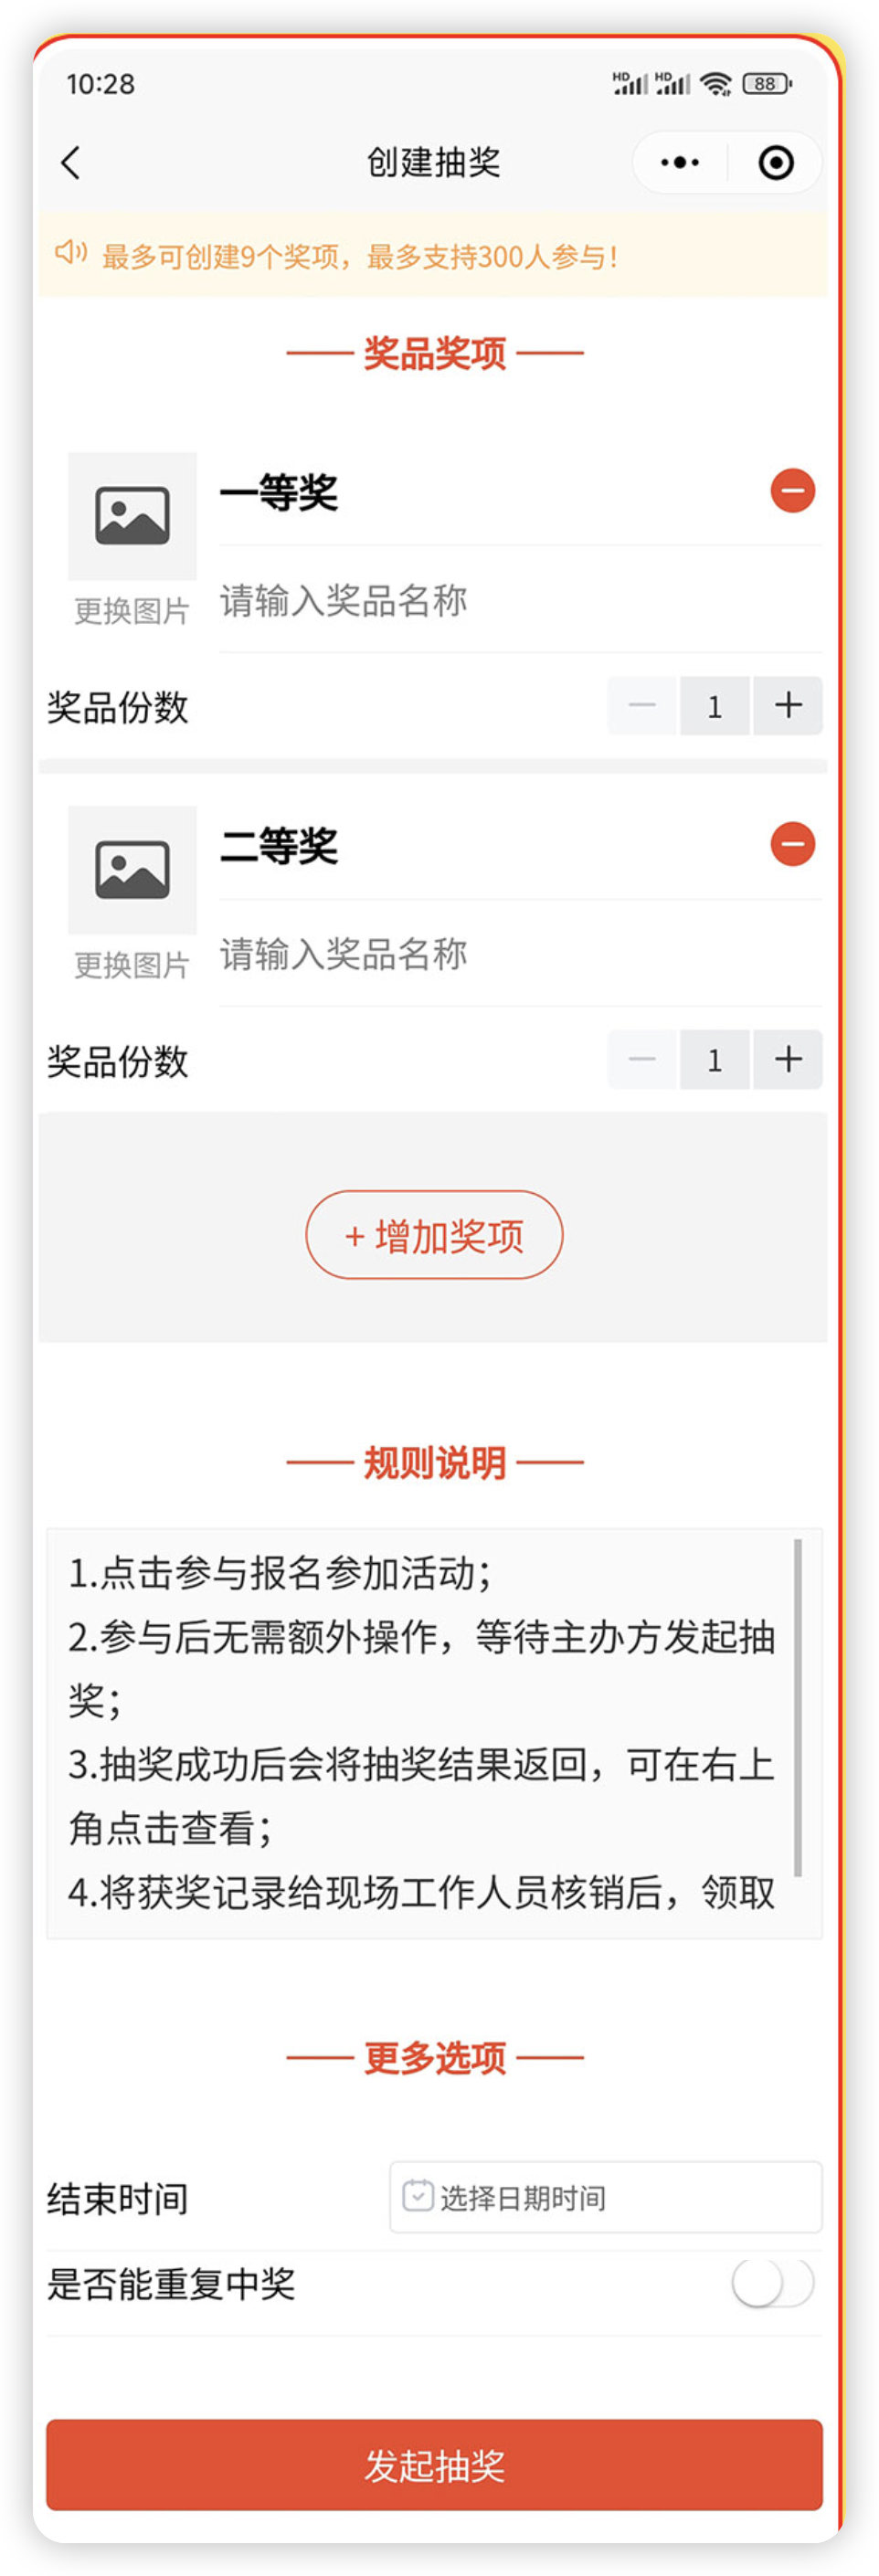 10:28
HD HD 88
创建抽奖
最多可创建9个奖项，最多支持300人参与！
奖品奖项
一等奖
请输入奖品名称
更换图片
奖品份数
1
二等奖
请输入奖品名称
更换图片
奖品份数
1
+ 增加奖项
规则说明
1.点击参与报名参加活动；
2.参与后无需额外操作，等待主办方发起抽
奖；
3.抽奖成功后会将抽奖结果返回，可在右上
角点击查看；
4.将获奖记录给现场工作人员核销后，领取
更多选项
结束时间
选择日期时间
是否能重复中奖
发起抽奖